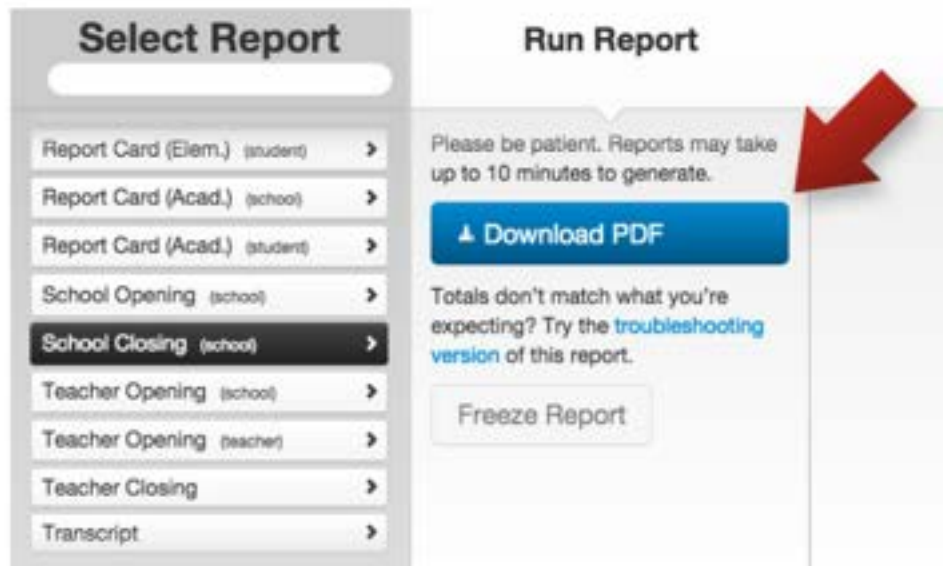 Select Report
Report Card (Elem.) (student)
Report Card (Acad.) (school)
Report Card (Acad.) (student)
School Opening (school)
School Closing (school)
Teacher Opening (school)
Teacher Opening (teacher)
Teacher Closing
Transcript
Run Report
Please be patient. Reports may take
up to 10 minutes to generate.
Download PDF
Totals don't match what you're
expecting? Try the troubleshooting
version of this report.
Freeze Report